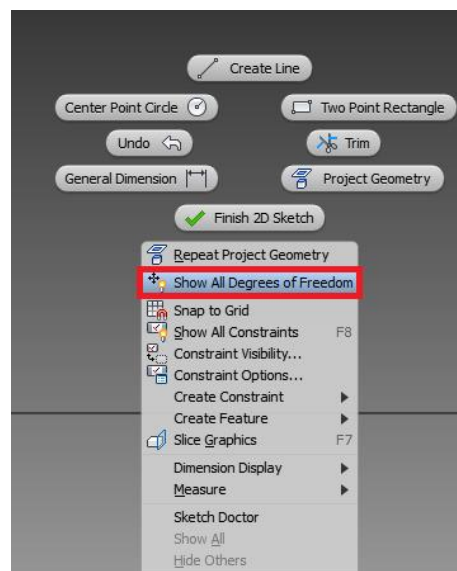 Create Line
Center Point Circle
Two Point Rectangle
Undo
Trim
General Dimension
Project Geometry
Finish 2D Sketch
Repeat Project Geometry
Show All Degrees of Freedom
Snap to Grid
Show All Constraints F8
Constraint Visibility...
Constraint Options...
Create Constraint
Create Feature
Slice Graphics F7
Dimension Display
Measure
Sketch Doctor
Show All
Hide Others